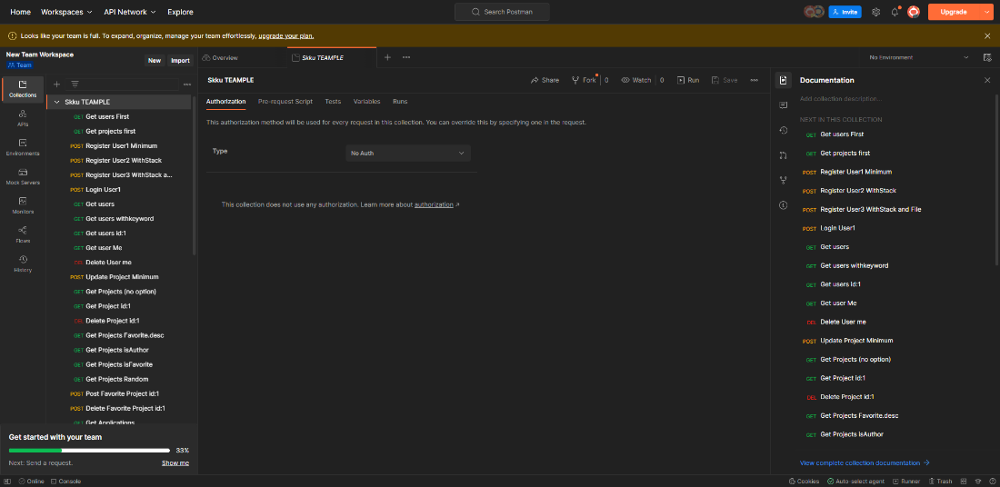 Home Workspaces API Network Explore Search Postman Invite Upgrade
Looks like your team is full. To expand, organize, manage your team effortlessly, upgrade your plan.
New Team Workspace
Team
New Import
Overview
Skku TEAMPLE
No Environment
Collections
APIs
Environments
Mock Servers
Monitors
Flows
History
Skku TEAMPLE
GET Get users First
GET Get projects first
POST Register User1 Minimum
POST Register User2 WithStack
POST Register User3 WithStack a...
POST Login User1
GET Get users
GET Get users withkeyword
GET Get users id:1
GET Get user Me
DEL Delete User me
POST Update Project Minimum
GET Get Projects (no option)
GET Get Project id:1
DEL Delete Project id:1
GET Get Projects Favorite.desc
GET Get Projects isAuthor
GET Get Projects isFavorite
GET Get Projects Random
POST Post Favorite Project id:1
POST Delete Favorite Project id:1
GET Get Applications
Get started with your team
33%
Next: Send a request. Show me
Skku TEAMPLE
Share Fork 0 Watch 0 Run Save
Authorization Pre-request Script Tests Variables Runs
This authorization method will be used for every request in this collection. You can override this by specifying one in the request.
Type No Auth
This collection does not use any authorization. Learn more about authorization
Documentation
Add collection description...
NEXT IN THIS COLLECTION
GET Get users First
GET Get projects first
POST Register User1 Minimum
POST Register User2 WithStack
POST Register User3 WithStack and File
POST Login User1
GET Get users
GET Get users withkeyword
GET Get users id:1
GET Get user Me
DEL Delete User me
POST Update Project Minimum
GET Get Projects (no option)
GET Get Project id:1
DEL Delete Project id:1
GET Get Projects Favorite.desc
GET Get Projects isAuthor
View complete collection documentation
Online Console Cookies Auto-select agent Runner Trash